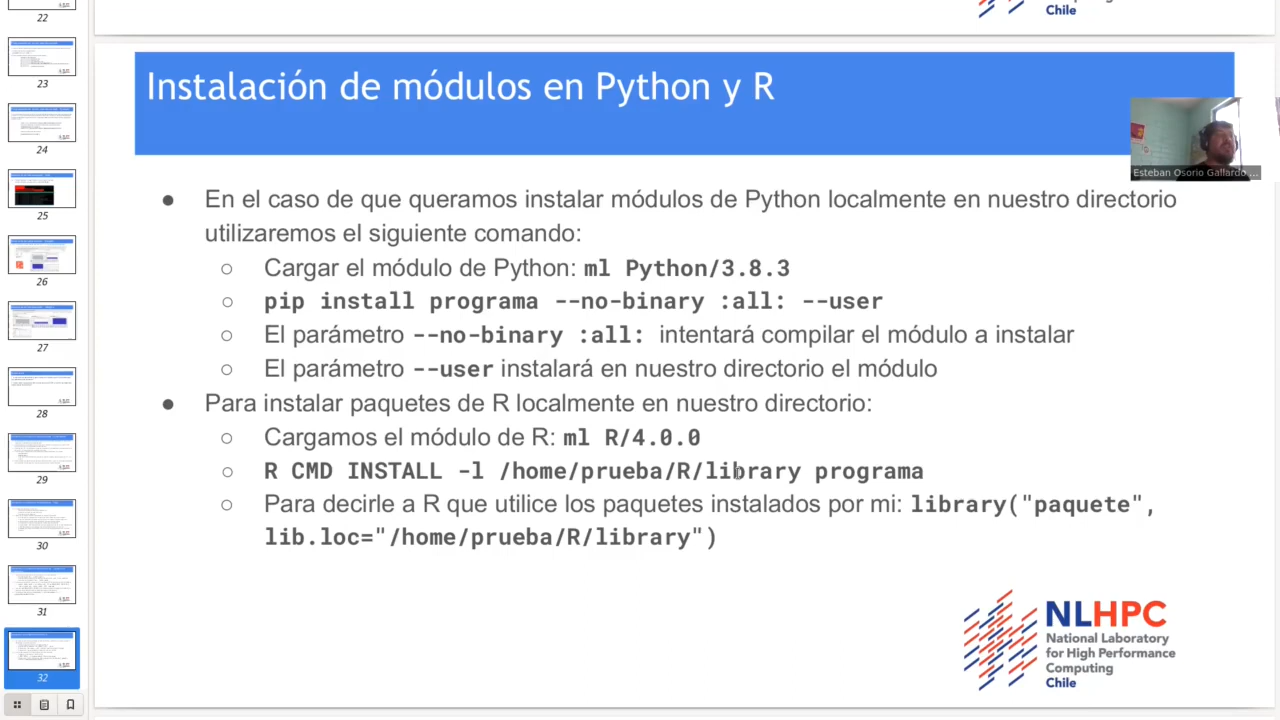 22
23
24
25
26
27
28
29
30
31
32
Chile
Instalación de módulos en Python y R
Esteban Osorio Gallardo ...
● En el caso de que queramos instalar módulos de Python localmente en nuestro directorio
utilizaremos el siguiente comando:
○ Cargar el módulo de Python: ml Python/3.8.3
○ pip install programa --no-binary :all: --user
○ El parámetro --no-binary :all: intentará compilar el módulo a instalar
○ El parámetro --user instalará en nuestro directorio el módulo
● Para instalar paquetes de R localmente en nuestro directorio:
○ Cargamos el módulo de R: ml R/4.0.0
○ R CMD INSTALL -l /home/prueba/R/library programa
○ Para decirle a R que utilice los paquetes instalados por mi: library("paquete",
lib.loc="/home/prueba/R/library")
NLHPC
National Laboratory
for High Performance
Computing
Chile